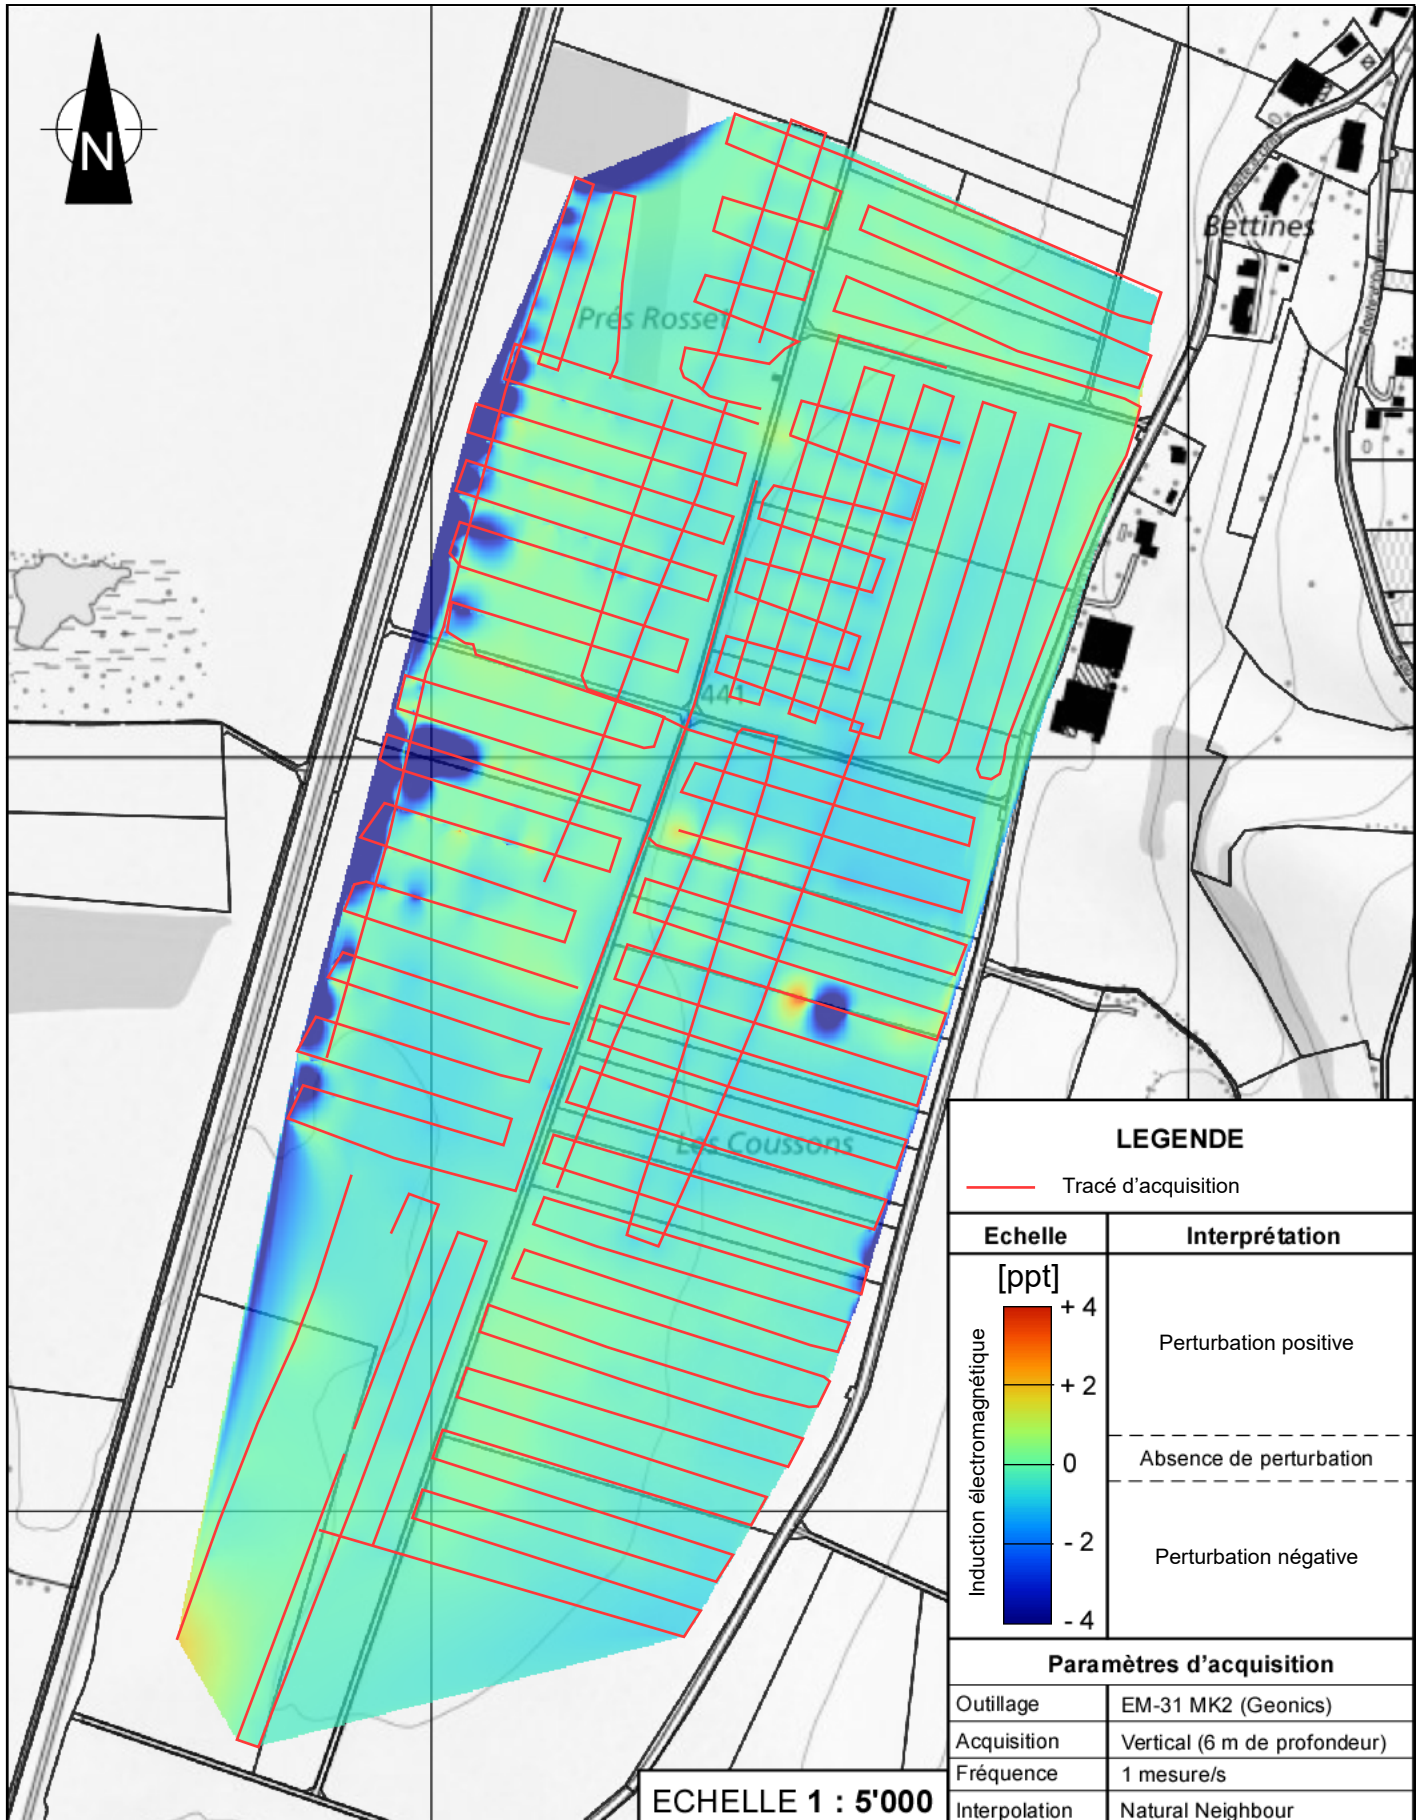 N
Bettines
Prés Rosset
441
Les Coussons
LEGENDE
Tracé d'acquisition
Echelle
Interprétation
[ppt]
Induction électromagnétique
+ 4
+ 2
0
- 2
- 4
Perturbation positive
Absence de perturbation
Perturbation négative
Paramètres d'acquisition
Outillage EM-31 MK2 (Geonics)
Acquisition Vertical (6 m de profondeur)
Fréquence 1 mesure/s
Interpolation Natural Neighbour
ECHELLE 1 : 5'000